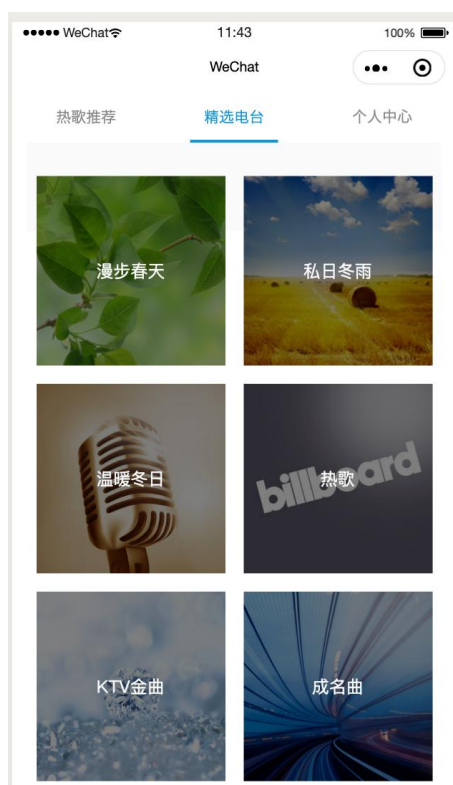 ●●●●● WeChat 11:43 100%
WeChat
热歌推荐 精选电台 个人中心
漫步春天 私日冬雨
温暖冬日 billboard 热歌
KTV金曲 成名曲